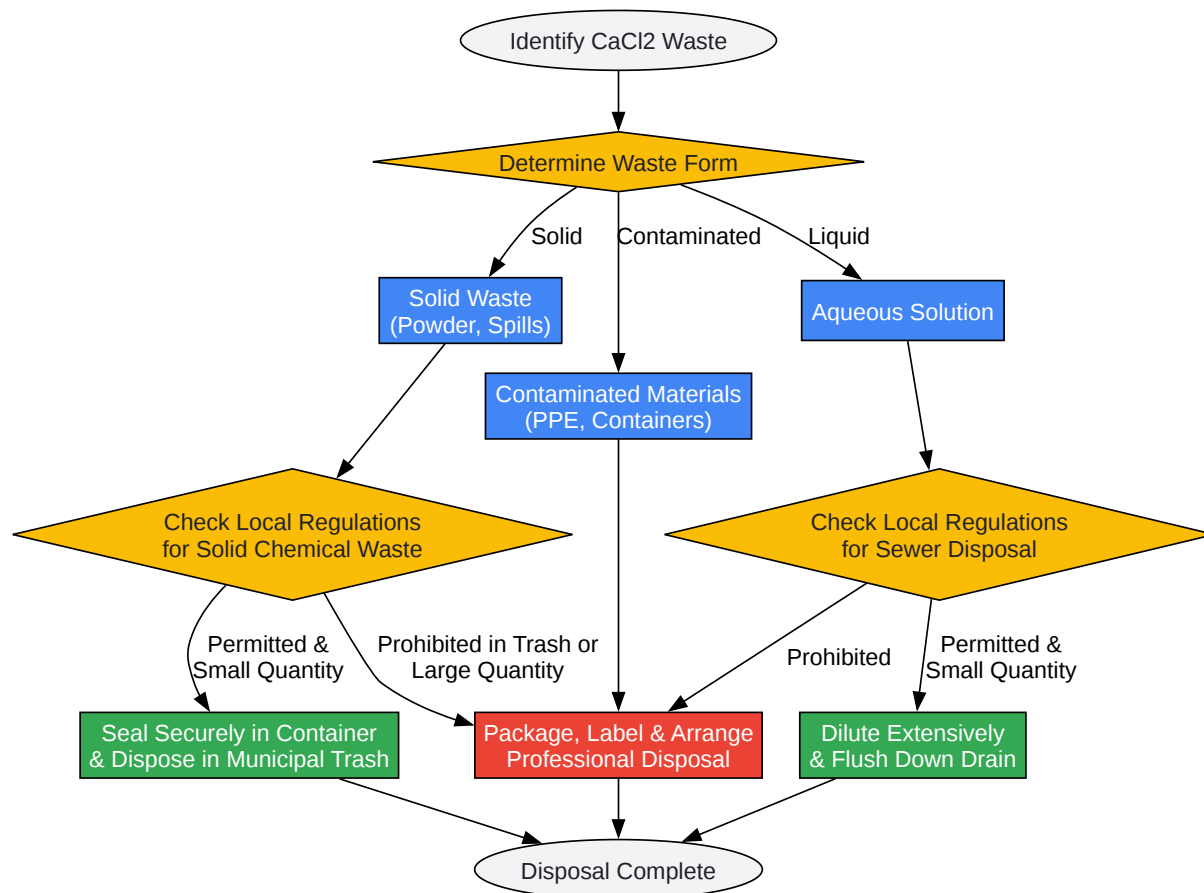 Identify CaCl2 Waste
Determine Waste Form
Solid
Contaminated
Liquid
Solid Waste
(Powder, Spills)
Aqueous Solution
Contaminated Materials
(PPE, Containers)
Check Local Regulations
for Solid Chemical Waste
Check Local Regulations
for Sewer Disposal
Permitted &
Small Quantity
Prohibited in Trash or
Large Quantity
Prohibited
Permitted &
Small Quantity
Seal Securely in Container
& Dispose in Municipal Trash
Package, Label & Arrange
Professional Disposal
Dilute Extensively
& Flush Down Drain
Disposal Complete